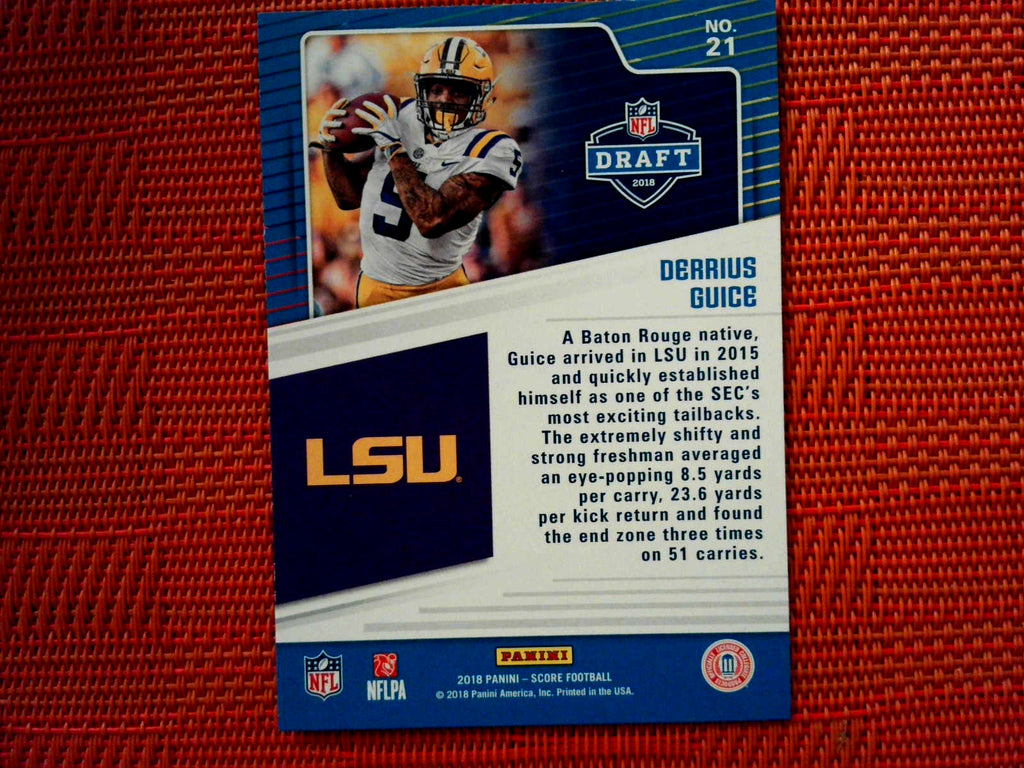 NO.
21
NFL
DRAFT
2018
5
5
DERRIUS
GUICE
A Baton Rouge native,
Guice arrived in LSU in 2015
and quickly established
himself as one of the SEC's
most exciting tailbacks.
The extremely shifty and
strong freshman averaged
an eye-popping 8.5 yards
per carry, 23.6 yards
per kick return and found
the end zone three times
on 51 carries.
LSU®
NFL
NFLPA
PANINI
2018 PANINI – SCORE FOOTBALL
© 2018 Panini America, Inc. Printed in the USA.